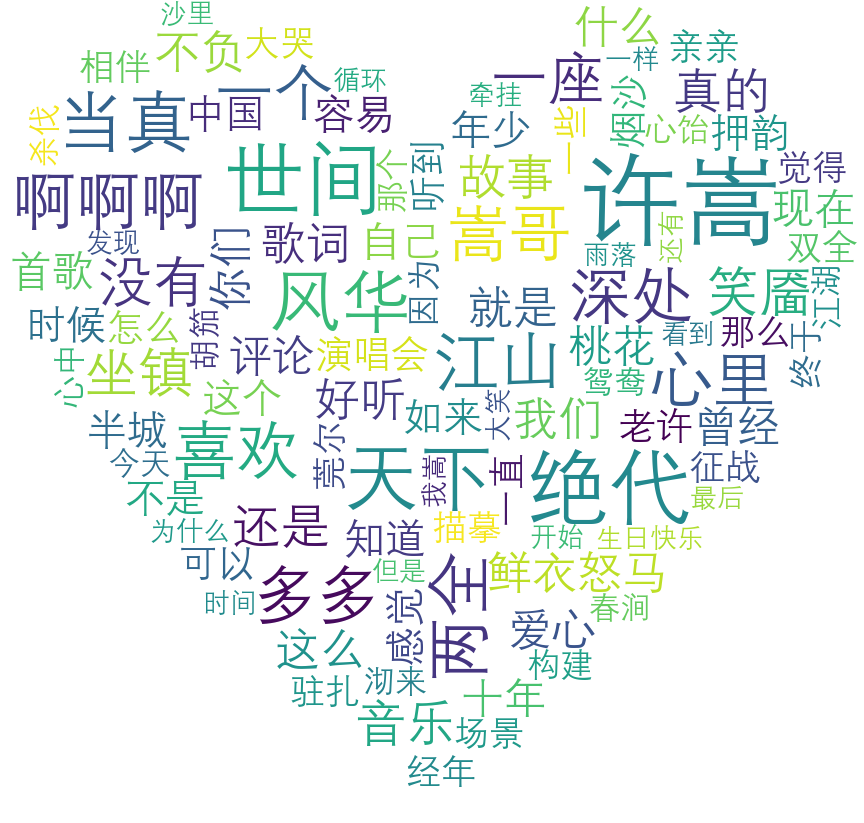 沙里
什么
不负
大哭
亲亲
相伴
一样
循环
一座
真的
一个
牵挂
中国
容易
当真
杀伐
年少
一些
烟沙
心饴
押韵
世间
那个
听到
故事
许嵩
觉得
啊啊啊
嵩哥
现在
发现
你们
歌词
自己
还有
双全
雨落
首歌
没有
风华
因为
就是
深处
笑靥
江湖
时候
怎么
胡笳
评论
演唱会
江山
桃花
看到
那么
终于
心中
坐镇
这个
好听
鸳鸯
心里
半城
喜欢
如来
大笑
我们
老许
曾经
莞尔
今天
天下
我嵩
一直
绝代
征战
不是
最后
为什么
还是
知道
描摹
开始
生日快乐
可以
多多
但是
两全
鲜衣怒马
时间
感觉
春涧
爱心
这么
构建
驻扎
沏来
十年
音乐
场景
经年